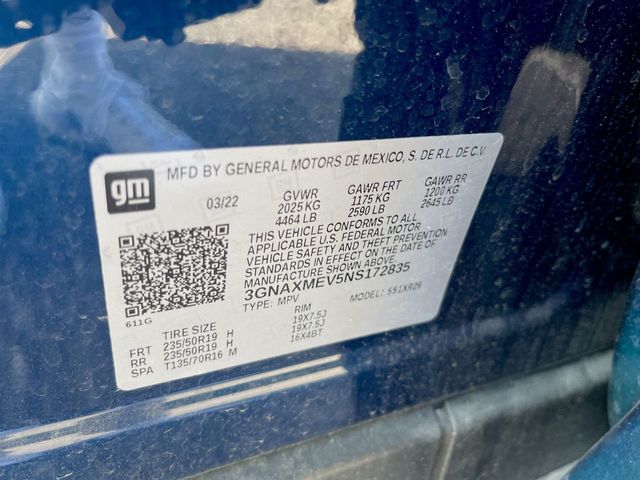 MFD BY GENERAL MOTORS DE MEXICO, S. DE R.L. DE C.V.
gm
03/22
GVWR GAWR FRT GAWR RR
2025 KG 1175 KG 1200 KG
4464 LB 2590 LB 2645 LB
THIS VEHICLE CONFORMS TO ALL
APPLICABLE U.S. FEDERAL MOTOR
VEHICLE SAFETY AND THEFT PREVENTION
STANDARDS IN EFFECT ON THE DATE OF
MANUFACTURE SHOWN ABOVE.
3GNAXMEV5NS172835
TYPE: MPV MODEL: 551XR26
611G
TIRE SIZE RIM
FRT 235/50R19 H 19X7.5J
RR 235/50R19 H 19X7.5J
SPA T135/70R16 M 16X4BT